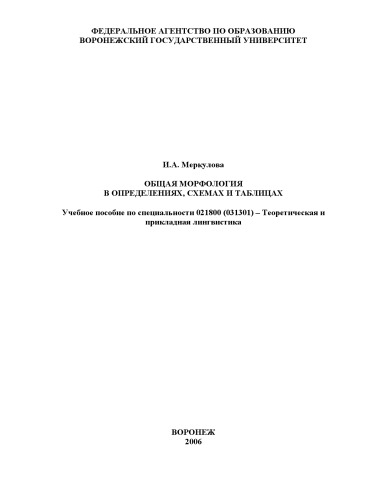 ФЕДЕРАЛЬНОЕ АГЕНТСТВО ПО ОБРАЗОВАНИЮ
ВОРОНЕЖСКИЙ ГОСУДАРСТВЕННЫЙ УНИВЕРСИТЕТ
И.А. Меркулова
ОБЩАЯ МОРФОЛОГИЯ
В ОПРЕДЕЛЕНИЯХ, СХЕМАХ И ТАБЛИЦАХ
Учебное пособие по специальности 021800 (031301) – Теоретическая и
прикладная лингвистика
ВОРОНЕЖ
2006